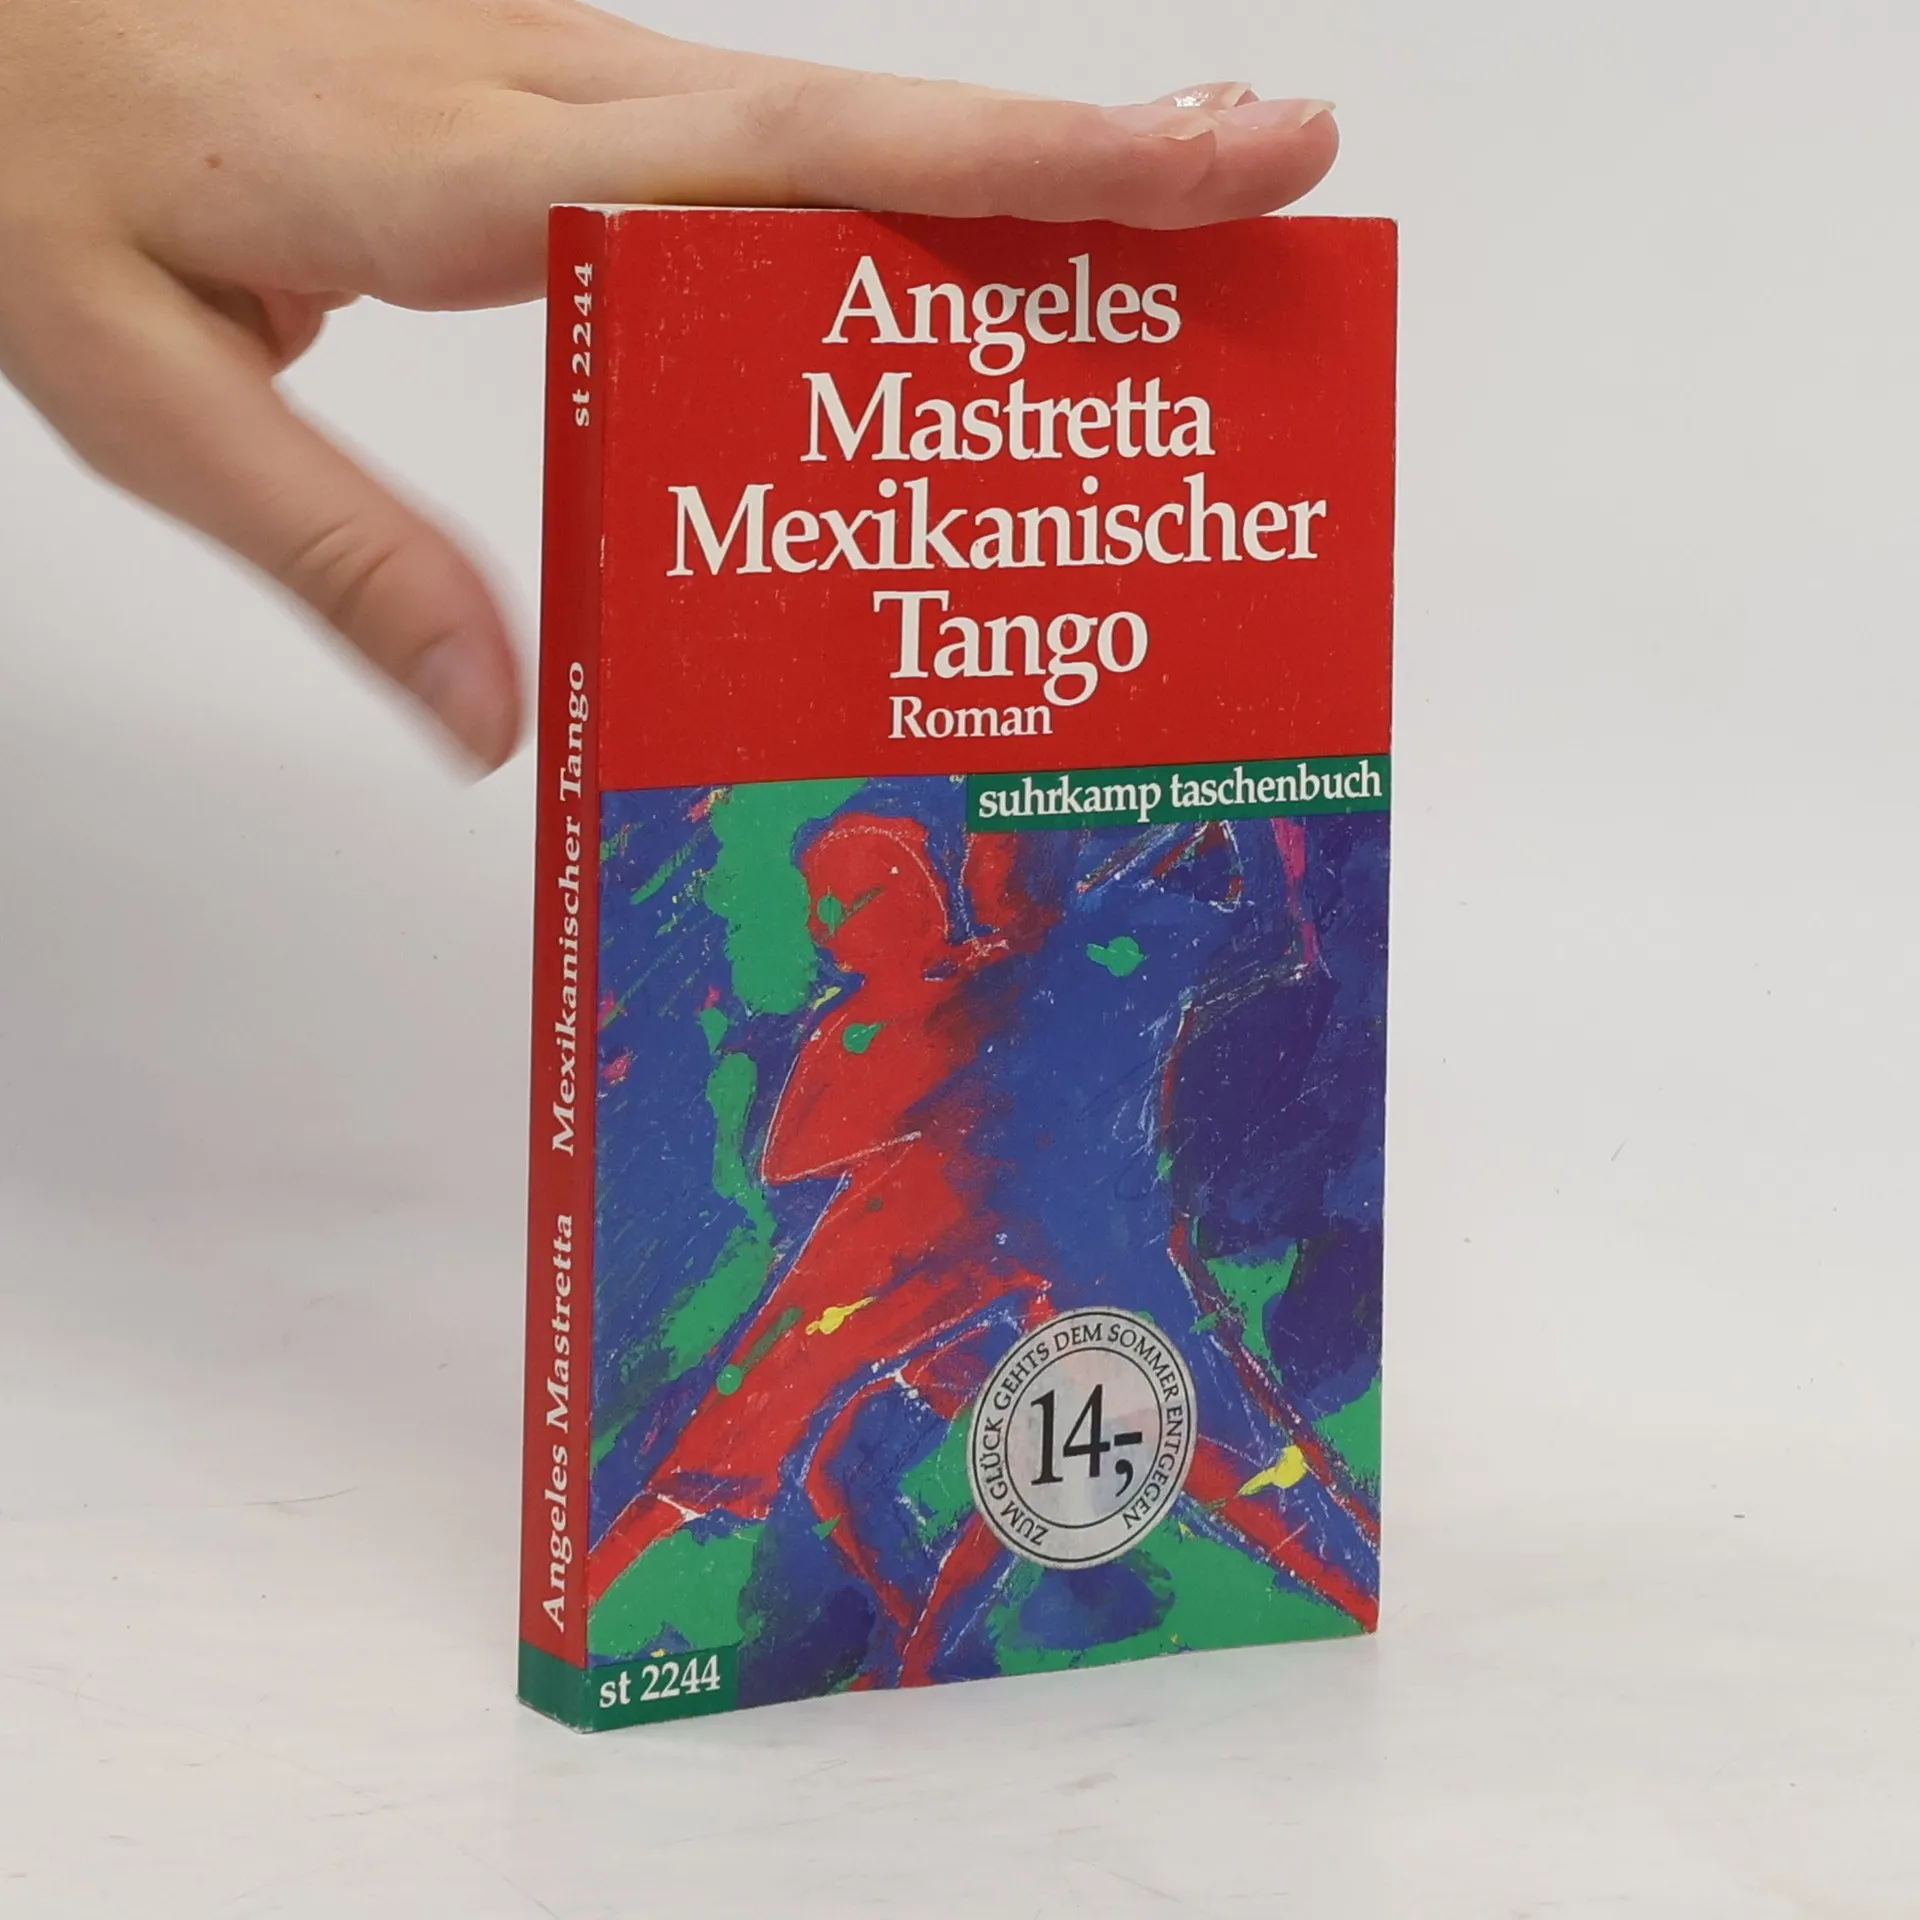 Angeles
Mastretta
Mexikanischer
Tango
Roman
suhrkamp taschenbuch
ZUM GLÜCK GEHTS DEM SOMMER ENTGEGEN
14,-
st 2244
Angeles Mastretta Mexikanischer Tango st 2244